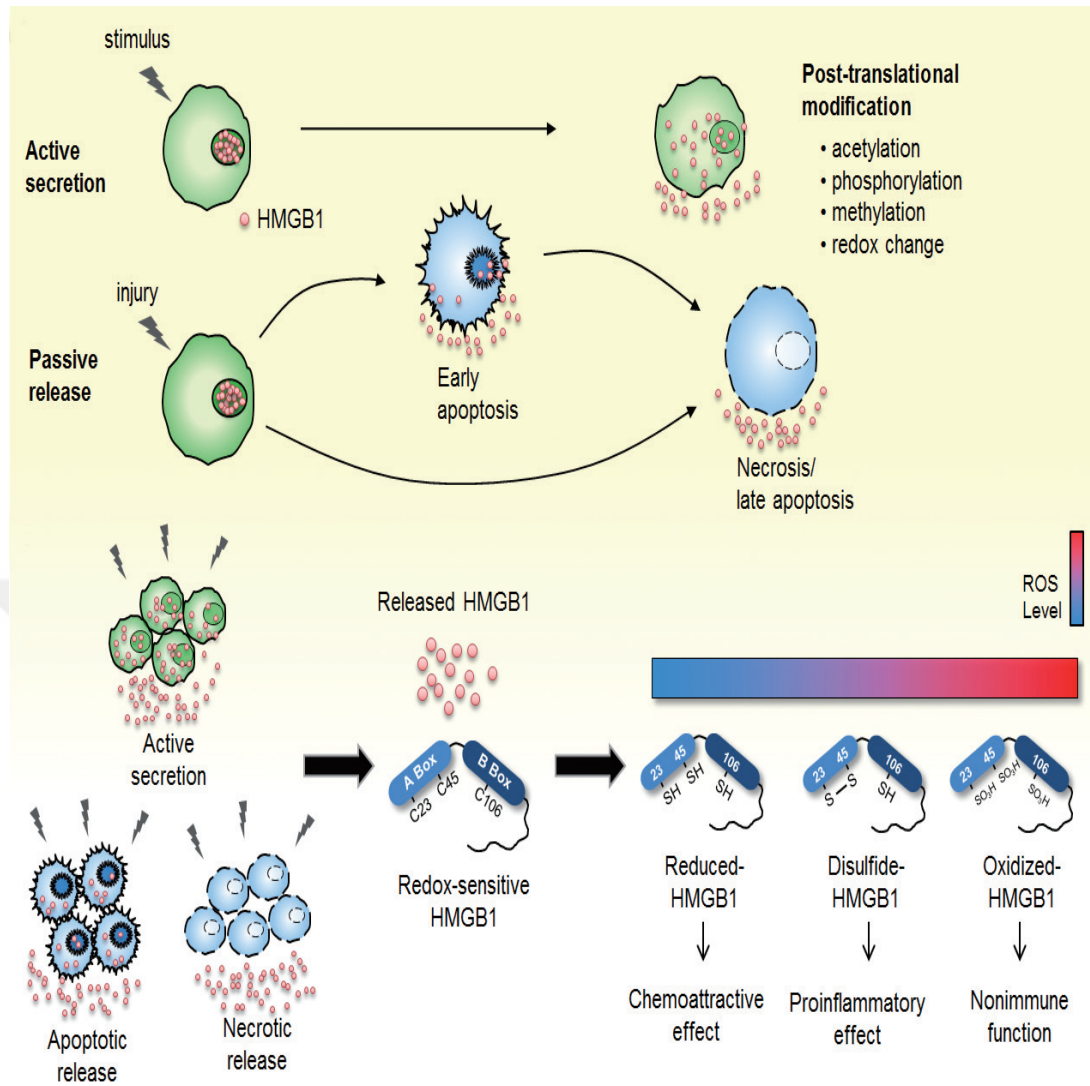 stimulus
Active
secretion
HMGB1
Post-translational
modification
• acetylation
• phosphorylation
• methylation
• redox change
injury
Passive
release
Early
apoptosis
Necrosis/
late apoptosis
ROS
Level
Active
secretion
Released HMGB1
A Box
B Box
C23
C45
C106
Redox-sensitive
HMGB1
23 45 106
SH SH SH
Reduced-
HMGB1
Chemoattractive
effect
23 45 106
S S SH
Disulfide-
HMGB1
Proinflammatory
effect
23 45 106
SO₃H SO₃H SO₃H
Oxidized-
HMGB1
Nonimmune
function
Apoptotic
release
Necrotic
release